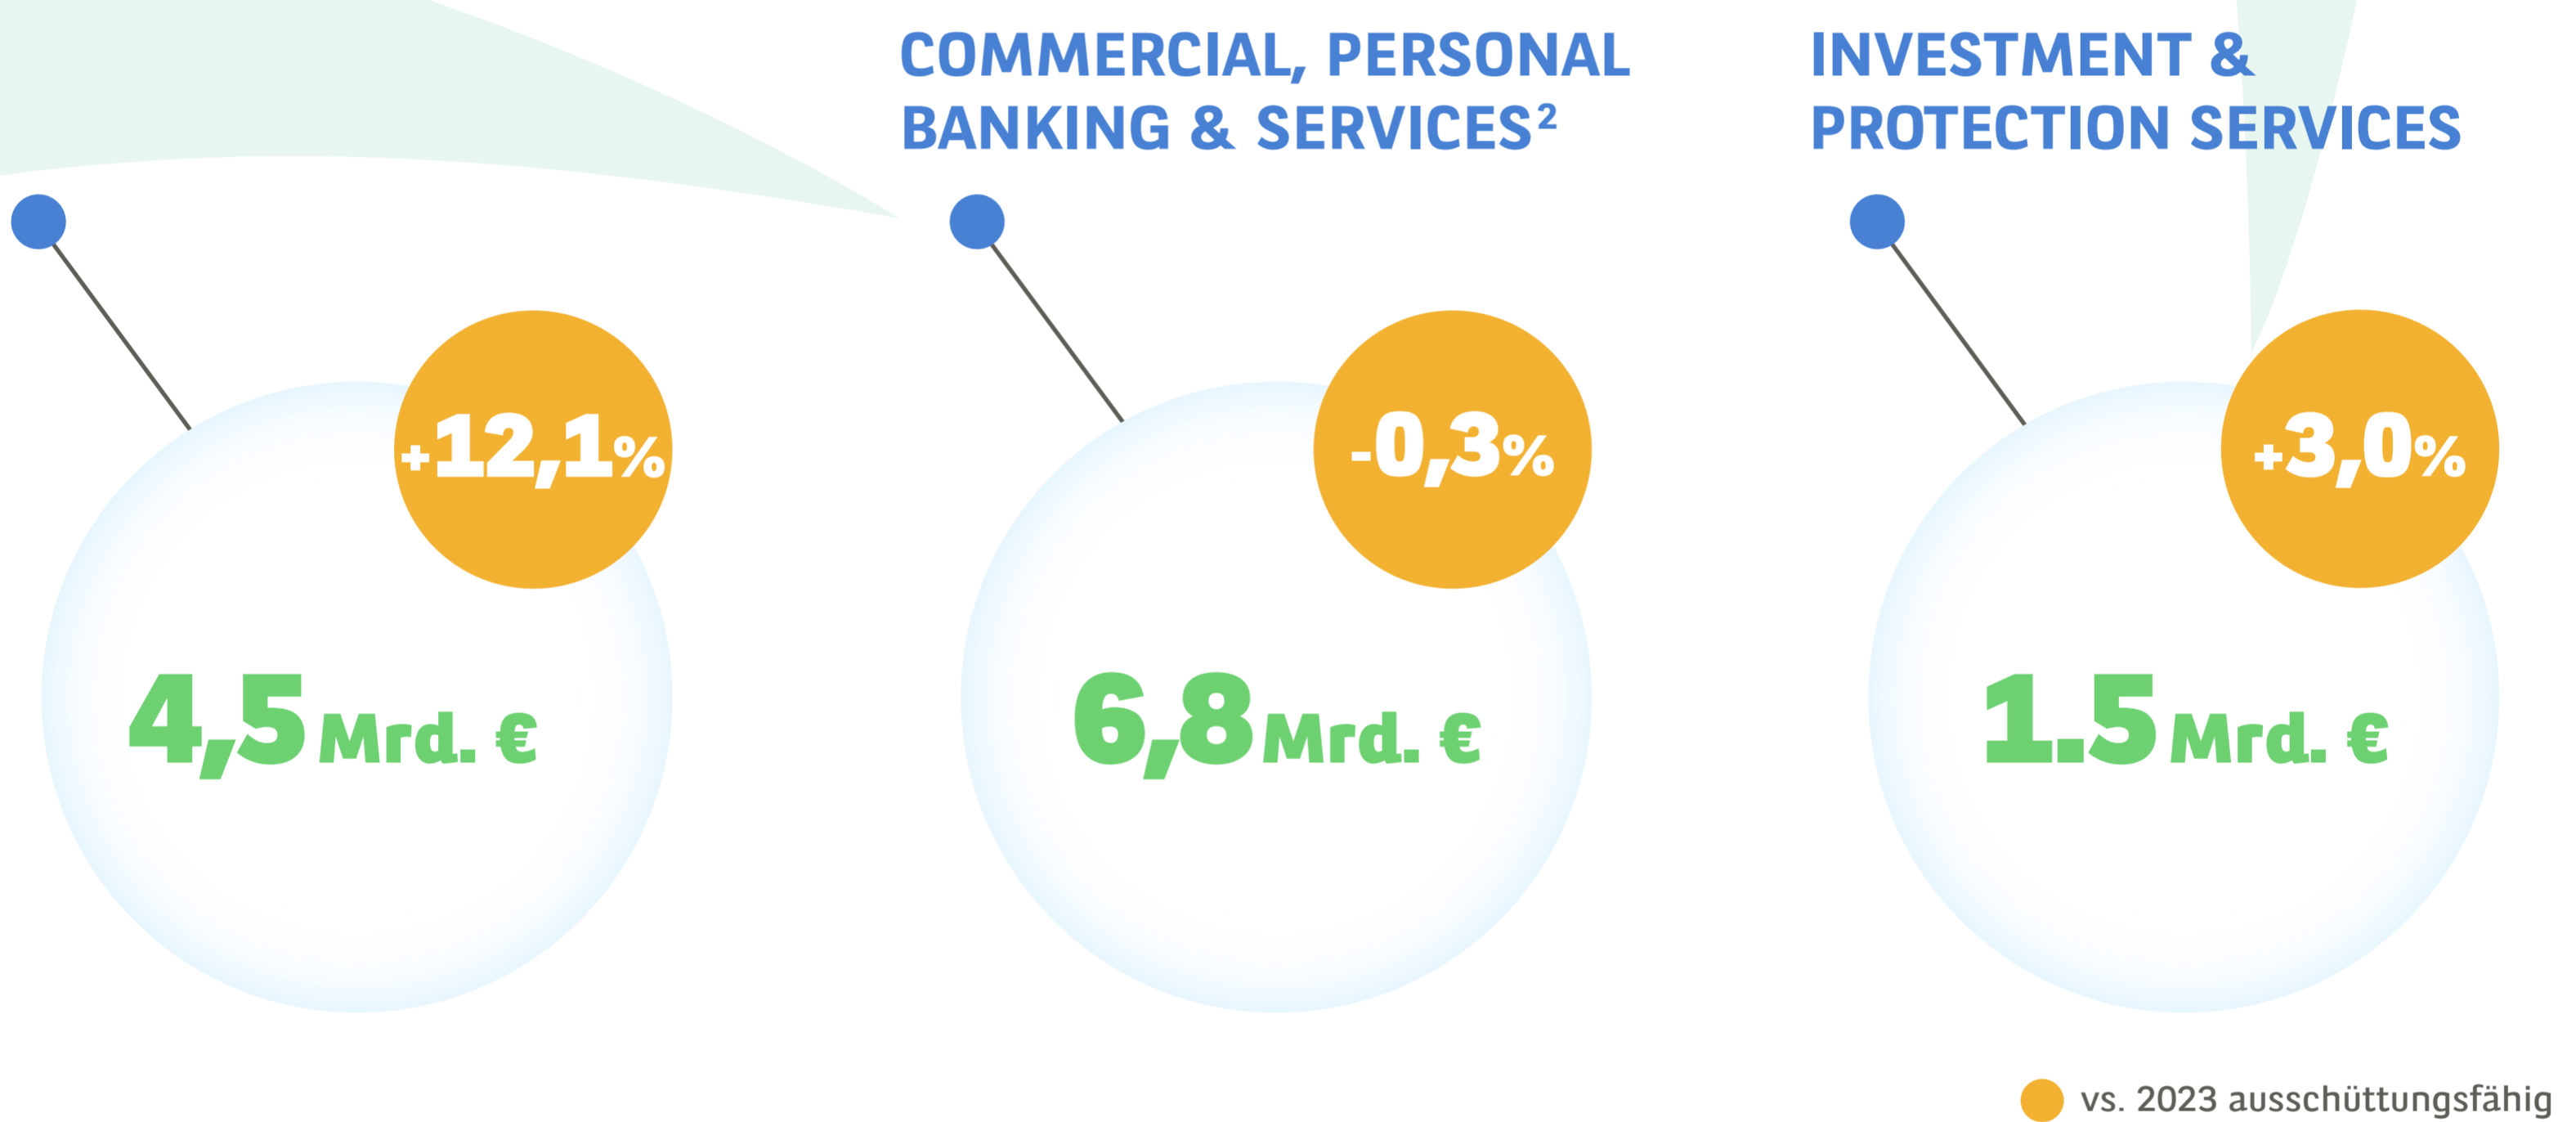 COMMERCIAL, PERSONAL
BANKING & SERVICES²
INVESTMENT &
PROTECTION SERVICES
+12,1%
-0,3%
+3,0%
4,5 Mrd. €
6,8 Mrd. €
1.5 Mrd. €
vs. 2023 ausschüttungsfähig